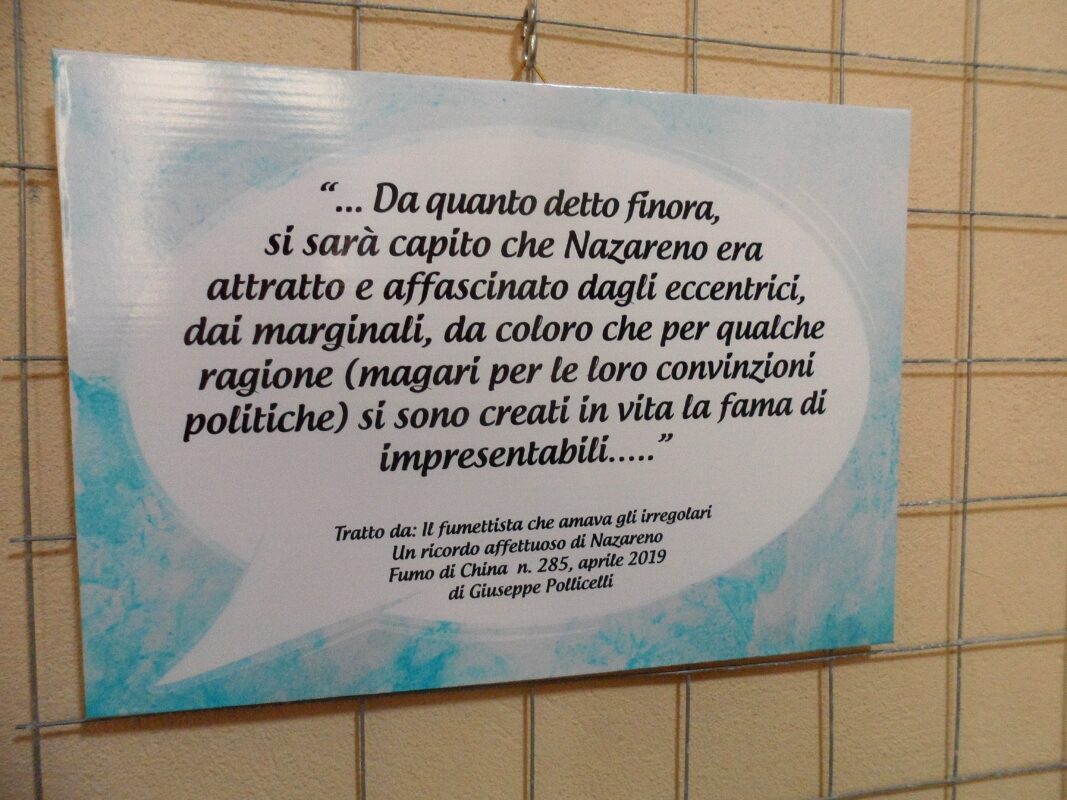 “... Da quanto detto finora,
si sarà capito che Nazareno era
attratto e affascinato dagli eccentrici,
dai marginali, da coloro che per qualche
ragione (magari per le loro convinzioni
politiche) si sono creati in vita la fama di
impresentabili.....”
Tratto da: Il fumettista che amava gli irregolari
Un ricordo affettuoso di Nazareno
Fumo di China n. 285, aprile 2019
di Giuseppe Pollicelli